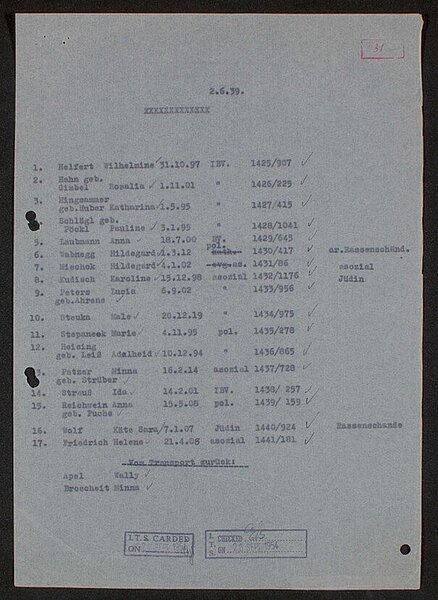 31
2.6.39.
XXXXXXXXXXXXX
1. Helfert Wilhelmine 31.10.97 IBV. 1425/907
2. Hahn geb.
Gimbel Rosalia 1.11.01 " 1426/229
3. Hingsammer
geb.Huber Katharina 1.5.95 " 1427/415
Schlögl geb.
Pöckl Pauline 3.1.95 " 1428/1041
5. Laubmann Anna 18.7.00 BV. 1429/645
pol.
6. Wabnegg Hildegard 4.1.3.12 1430/417 ar.Rassenschänd.
7. Mischok Hildegard 4.1.02 1431/86 asozial
8. Kudisch Karoline 15.12.98 asozial 1432/1176 Jüdin
9. Peters Lucia 6.9.02 " 1433/956
geb.Ahrens
10. Steuka Male 20.12.19 " 1434/975
11. Stepaneck Marie 4.11.95 pol. 1435/278
12. Heising
geb. Leiß Adelheid 10.12.94 " 1436/865
Patzer Minna 16.2.14 asozial 1437/728
geb. Strüber
14. Strauß Ida 14.2.01 IBV. 1438/ 297
15. Reichwein Anna 15.5.08 pol. 1439/ 159
geb. Fuchs
16. Wolf Käte Sara 7.1.07 Jüdin 1440/924 Rassenschande
17. Friedrich Helene 21.4.08 asozial 1441/181
Vom Transport zurück:
Apel Wally
Broscheit Minna
I.T.S. CARDED
ON
I.T.S. CHECKED
ON SEP. 1954